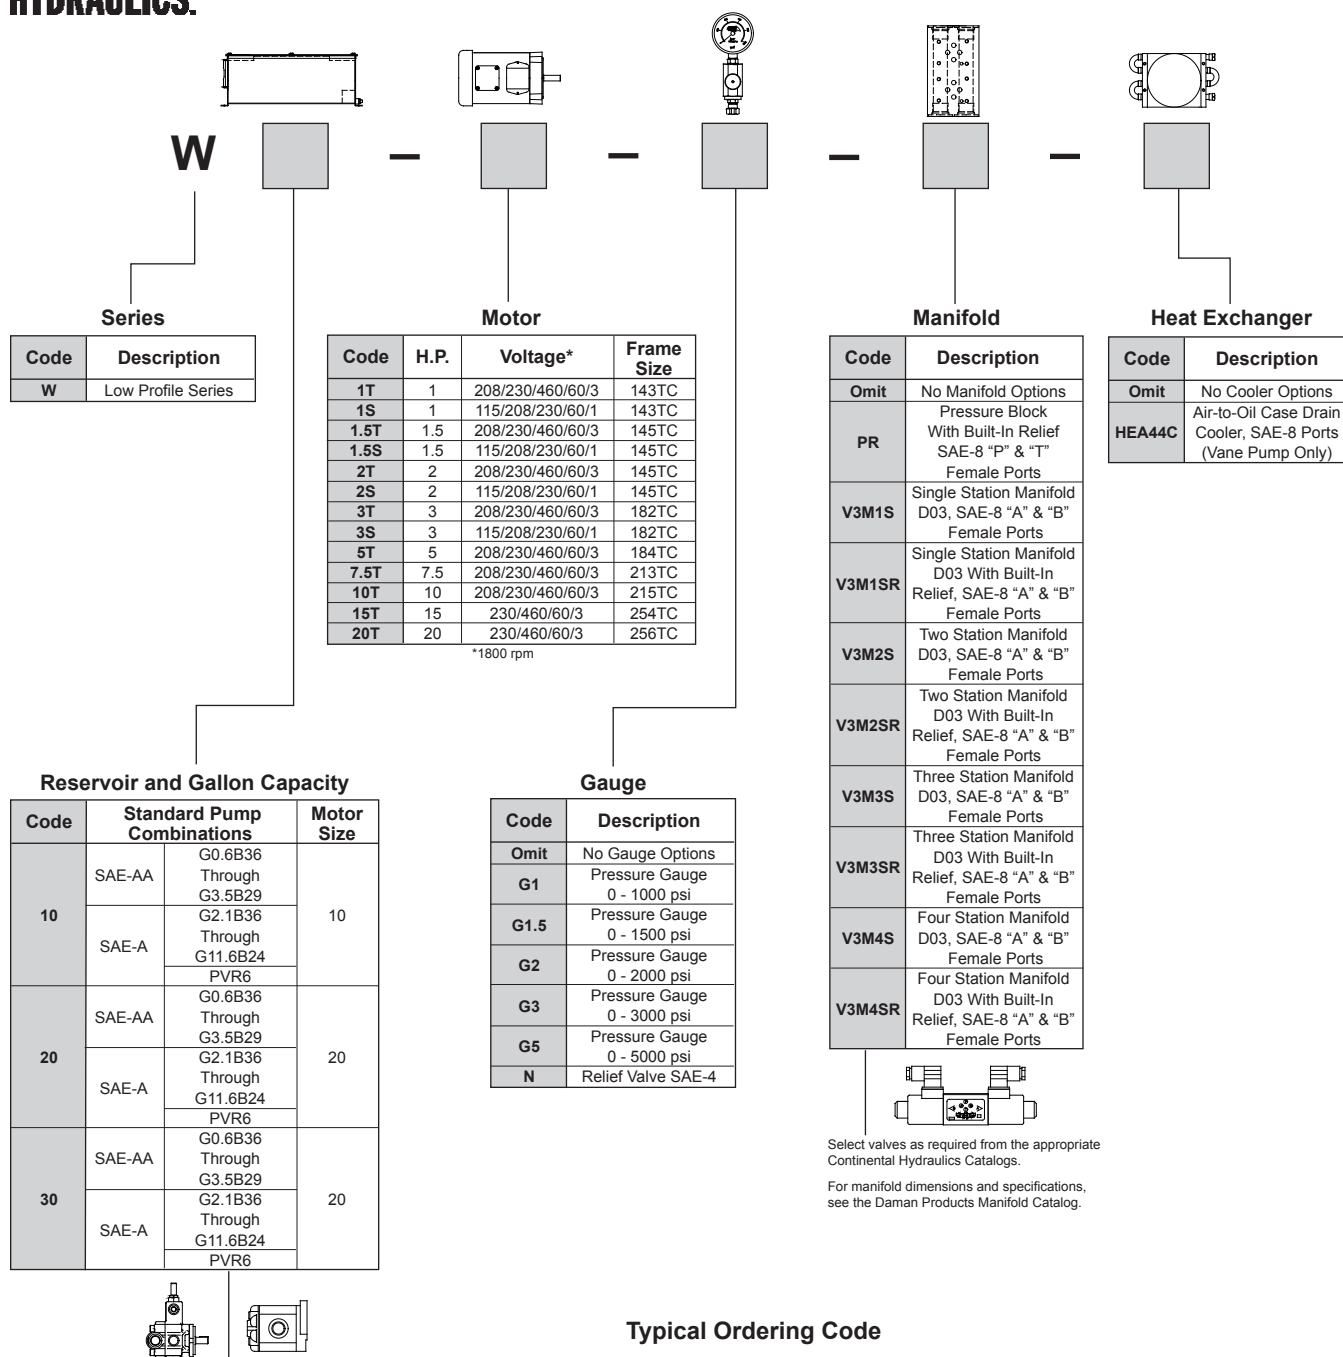 HYDRAULICS.
W – – – –
Series
Code Description
W Low Profile Series
Motor
Code H.P. Voltage* Frame
Size
1T 1 208/230/460/60/3 143TC
1S 1 115/208/230/60/1 143TC
1.5T 1.5 208/230/460/60/3 145TC
1.5S 1.5 115/208/230/60/1 145TC
2T 2 208/230/460/60/3 145TC
2S 2 115/208/230/60/1 145TC
3T 3 208/230/460/60/3 182TC
3S 3 115/208/230/60/1 182TC
5T 5 208/230/460/60/3 184TC
7.5T 7.5 208/230/460/60/3 213TC
10T 10 208/230/460/60/3 215TC
15T 15 230/460/60/3 254TC
20T 20 230/460/60/3 256TC
*1800 rpm
Manifold
Code Description
Omit No Manifold Options
PR Pressure Block
With Built-In Relief
SAE-8 “P” & “T”
Female Ports
V3M1S Single Station Manifold
D03, SAE-8 “A” & “B”
Female Ports
V3M1SR Single Station Manifold
D03 With Built-In
Relief, SAE-8 “A” & “B”
Female Ports
V3M2S Two Station Manifold
D03, SAE-8 “A” & “B”
Female Ports
V3M2SR Two Station Manifold
D03 With Built-In
Relief, SAE-8 “A” & “B”
Female Ports
V3M3S Three Station Manifold
D03, SAE-8 “A” & “B”
Female Ports
V3M3SR Three Station Manifold
D03 With Built-In
Relief, SAE-8 “A” & “B”
Female Ports
V3M4S Four Station Manifold
D03, SAE-8 “A” & “B”
Female Ports
V3M4SR Four Station Manifold
D03 With Built-In
Relief, SAE-8 “A” & “B”
Female Ports
Select valves as required from the appropriate
Continental Hydraulics Catalogs.
For manifold dimensions and specifications,
see the Daman Products Manifold Catalog.
Heat Exchanger
Code Description
Omit No Cooler Options
HEA44C Air-to-Oil Case Drain
Cooler, SAE-8 Ports
(Vane Pump Only)
Reservoir and Gallon Capacity
Code Standard Pump
Combinations Motor
Size
10 SAE-AA G0.6B36
Through
G3.5B29
10
SAE-A G2.1B36
Through
G11.6B24
PVR6
20 SAE-AA G0.6B36
Through
G3.5B29
20
SAE-A G2.1B36
Through
G11.6B24
PVR6
30 SAE-AA G0.6B36
Through
G3.5B29
20
SAE-A G2.1B36
Through
G11.6B24
PVR6
Gauge
Code Description
Omit No Gauge Options
G1 Pressure Gauge
0 - 1000 psi
G1.5 Pressure Gauge
0 - 1500 psi
G2 Pressure Gauge
0 - 2000 psi
G3 Pressure Gauge
0 - 3000 psi
G5 Pressure Gauge
0 - 5000 psi
N Relief Valve SAE-4
Typical Ordering Code